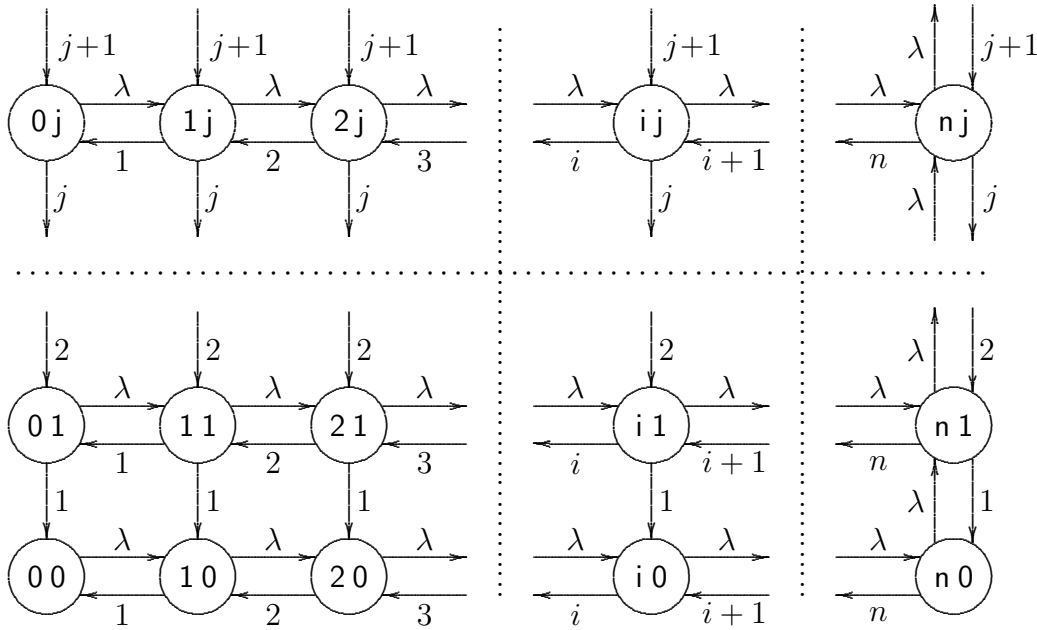 j+1 j+1 j+1 j+1 λ j+1
λ λ λ λ λ λ
0 j 1 j 2 j i j n j
1 2 3 i i + 1 n
j j j j λ j
2 2 2 2 λ 2
λ λ λ λ λ λ
0 1 1 1 2 1 i 1 n 1
1 2 3 i i + 1 n
1 1 1 1 λ 1
λ λ λ λ λ λ
0 0 1 0 2 0 i 0 n 0
1 2 3 i i + 1 n